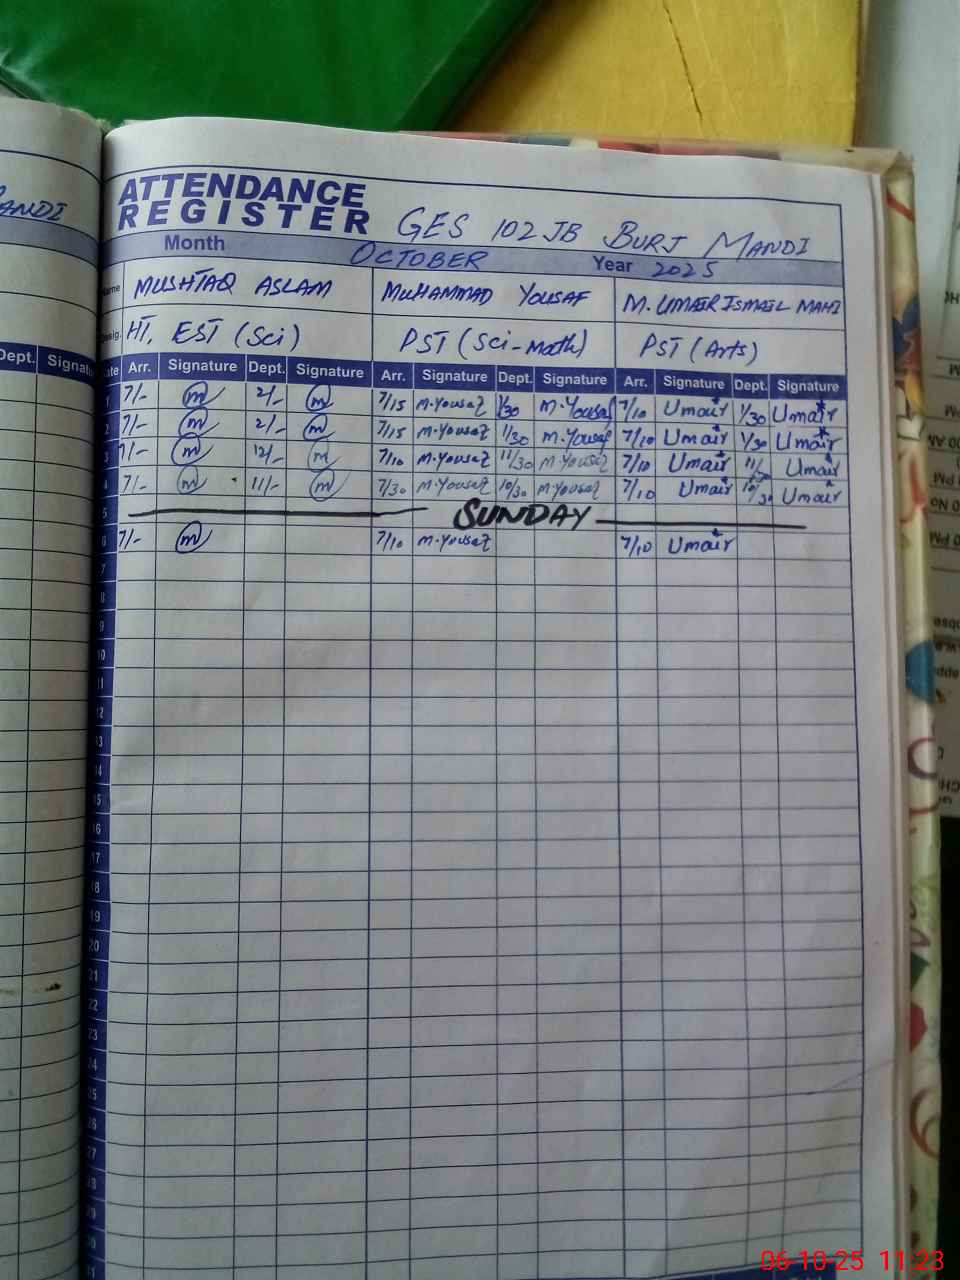 ANDI
ATTENDANCE
REGISTER
GES 102 JB BURJ MANDI
Month OCTOBER Year 2025
Name MUSHTAQ ASLAM MUHAMMAD YOUSAF M. UMAIR ISMAIL MAHI
Desig. HT, EST (Sci) PST (Sci-Math) PST (Arts)
Dept. Signatu
Date Arr. Signature Dept. Signature Arr. Signature Dept. Signature Arr. Signature Dept. Signature
1 7/- m 2/- m 7/15 M.Yousaf 1/30 M.Yousaf 7/10 Umair 1/30 Umair
2 7/- m 2/- m 7/15 M.Yousaf 1/30 M.Yousaf 7/10 Umair 1/30 Umair
3 7/- m 12/- m 7/10 M.Yousaf 11/30 M.Yousaf 7/10 Umair 11/30 Umair
4 7/- m 11/- m 7/30 M.Yousaf 10/30 M.Yousaf 7/10 Umair 10/30 Umair
5 SUNDAY
6 7/- m 7/10 M.Yousaf 7/10 Umair
7
8
9
10
11
12
13
14
15
16
17
18
19
20
21
22
23
24
25
26
27
28
29
30
31
06-10-25 11:23